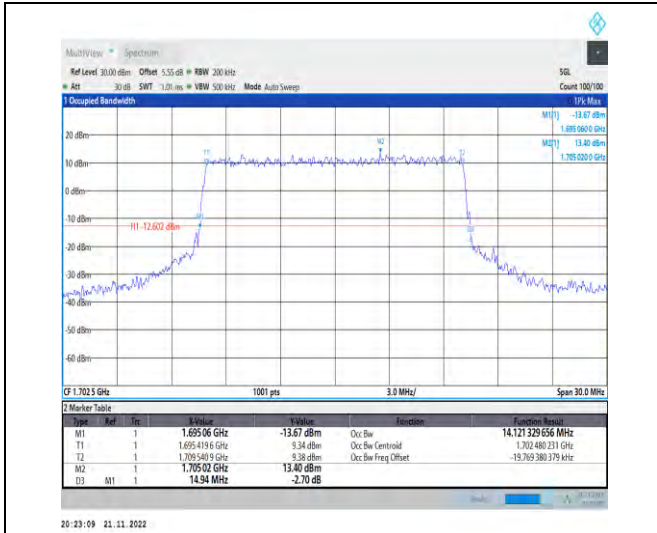 MultiView Spectrum
Ref Level 30.00 dBm Offset 5.55 dB RBW 200 kHz SGL
Att 30 dB SWT 1.01 ms VBW 500 kHz Mode Auto Sweep Count 100/100
1 Occupied Bandwidth 1Pk Max
M1[1] -13.67 dBm
1.695 060 0 GHz
M2[1] 13.40 dBm
1.705 020 0 GHz
20 dBm
M2
T1 T2
10 dBm
0 dBm
-10 dBm
M1
H1 -12.602 dBm
D3
-20 dBm
-30 dBm
-40 dBm
-50 dBm
-60 dBm
CF 1.702 5 GHz 1001 pts 3.0 MHz/ Span 30.0 MHz
2 Marker Table
Type Ref Trc X-Value Y-Value Function Function Result
M1 1 1.695 06 GHz -13.67 dBm Occ Bw 14.121 329 656 MHz
T1 1 1.695 419 6 GHz 9.34 dBm Occ Bw Centroid 1.702 480 231 GHz
T2 1 1.709 540 9 GHz 9.38 dBm Occ Bw Freq Offset -19.769 380 379 kHz
M2 1 1.705 02 GHz 13.40 dBm
D3 M1 1 14.94 MHz -2.70 dB
20:23:09 21.11.2022